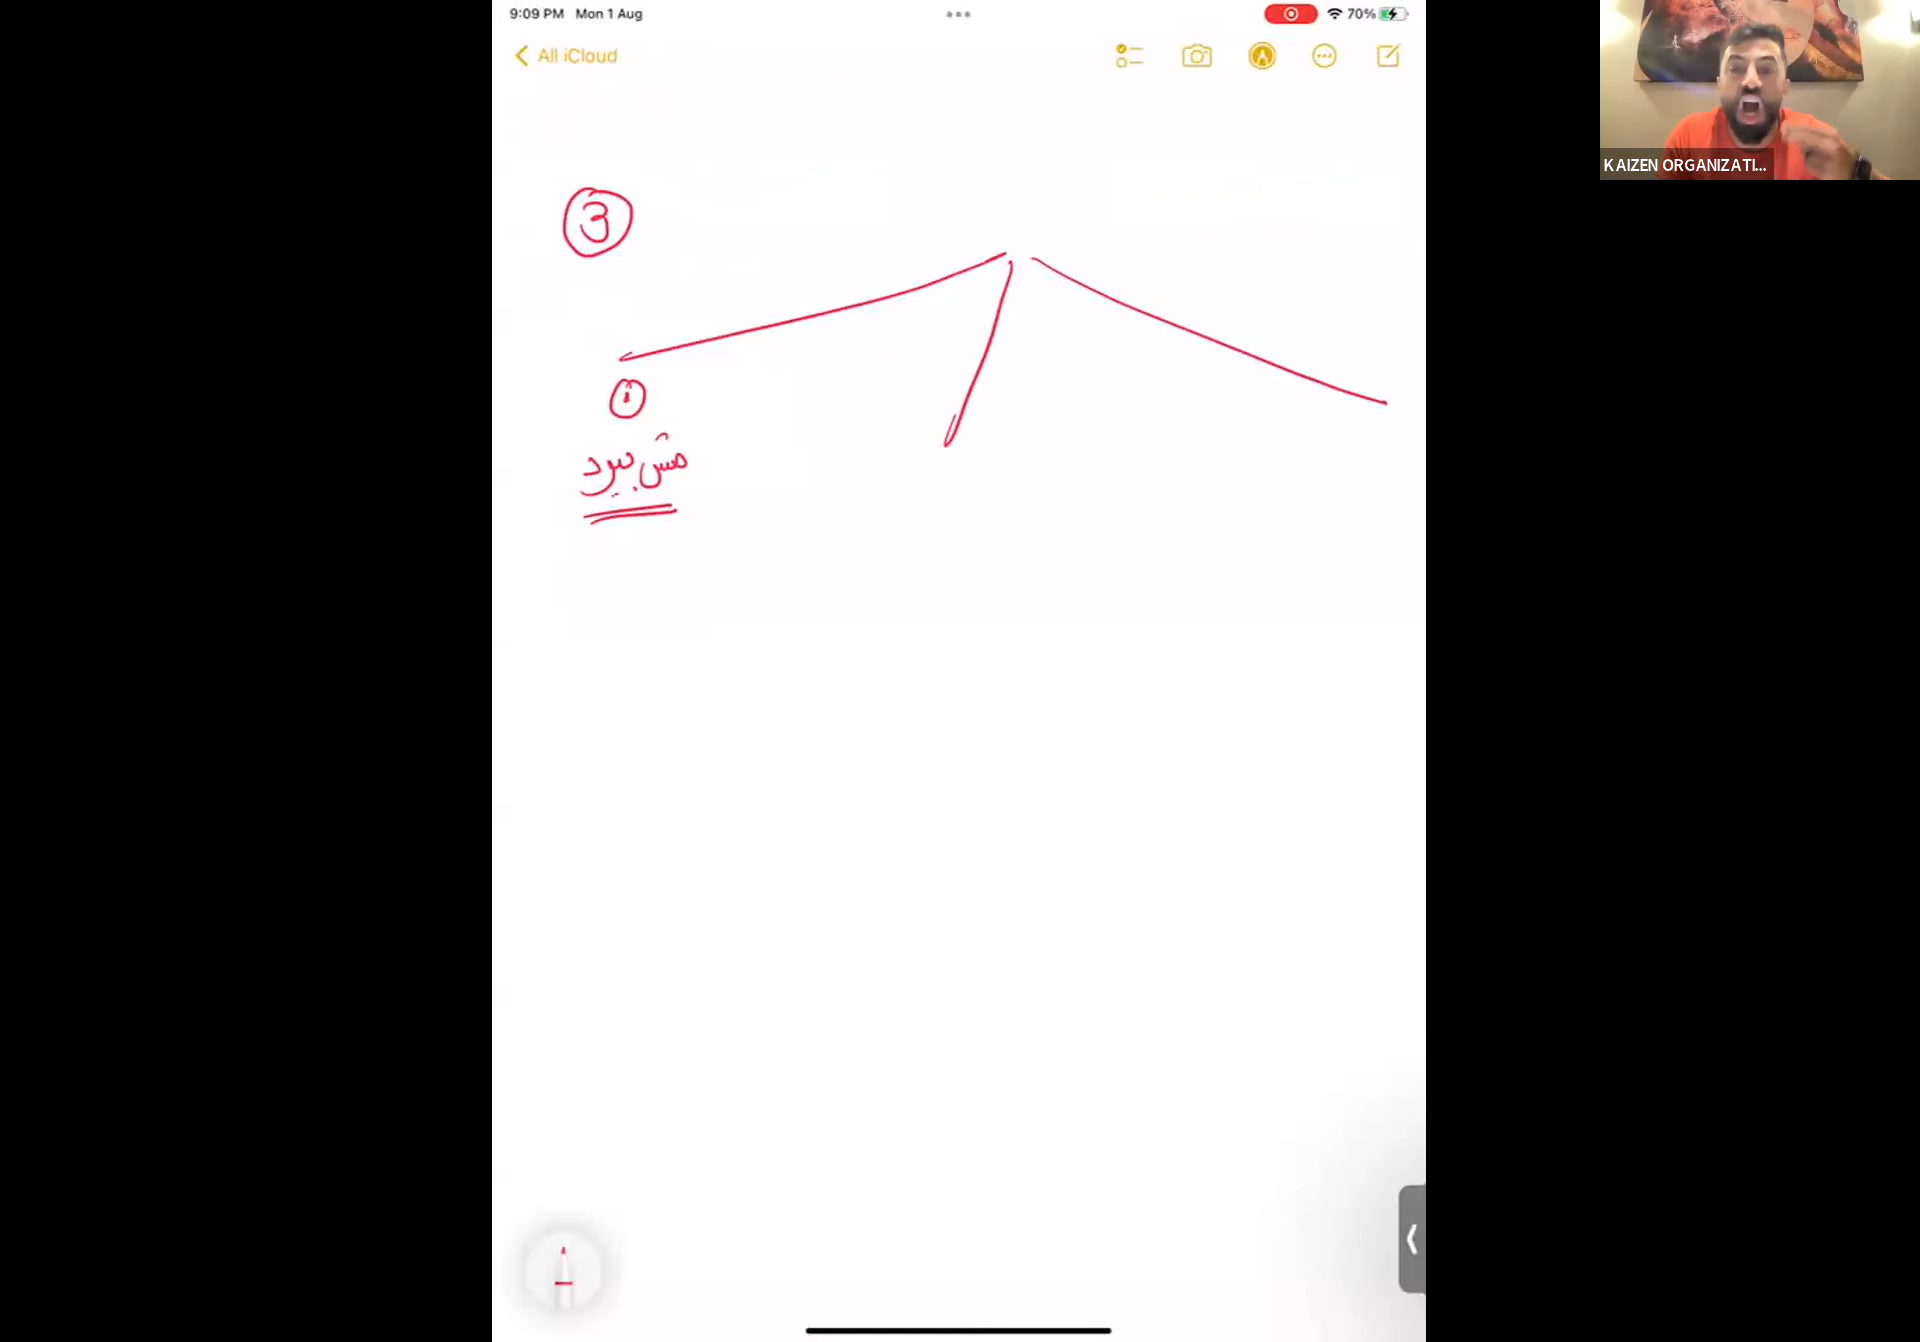 9:09 PM Mon 1 Aug
70%
All iCloud
KAIZEN ORGANIZATI...
3
1
مش بيرد